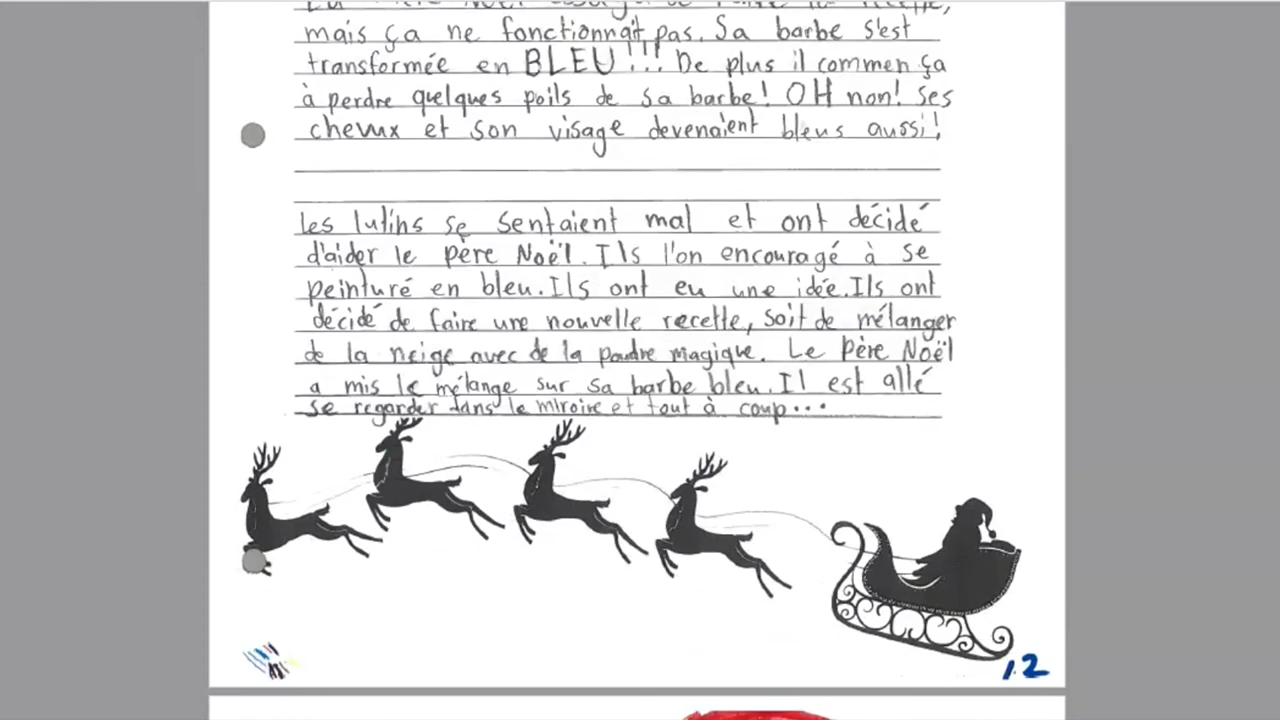 mais ça ne fonctionnait pas. Sa barbe s'est
transformée en BLEU!!! De plus il commença
à perdre quelques poils de sa barbe! OH non! ses
chevux et son visage devenaient bleus aussi!
Les lutins se sentaient mal et ont décidé
d'aider le père Noël. Ils l'on encouragé à se
peinturé en bleu. Ils ont eu une idée. Ils ont
décidé de faire une nouvelle recette, soit de mélanger
de la neige avec de la poudre magique. Le Père Noël
a mis le mélange sur sa barbe bleu. Il est allé
se regarder dans le miroire et tout à coup...
12